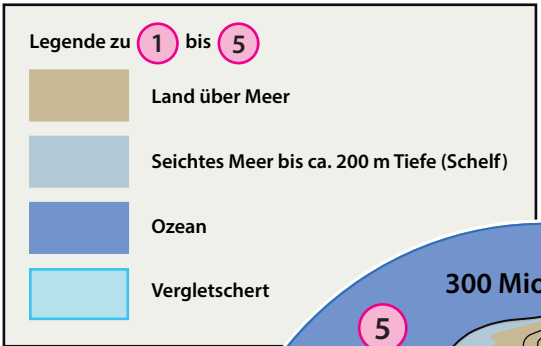 Legende zu 1 bis 5
Land über Meer
Seichtes Meer bis ca. 200 m Tiefe (Schelf)
Ozean
Vergletschert
300 Mio
5